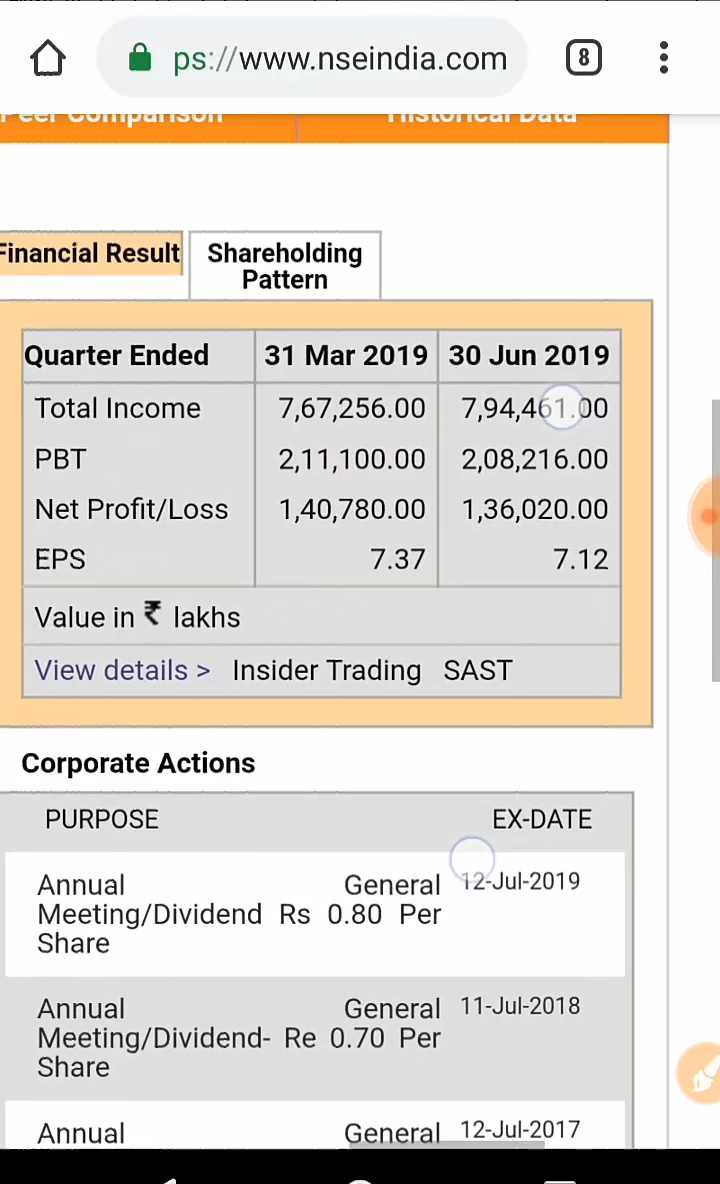 ps://www.nseindia.com 8
Peer Comparison Historical Data
Financial Result Shareholding
Pattern
Quarter Ended 31 Mar 2019 30 Jun 2019
Total Income 7,67,256.00 7,94,461.00
PBT 2,11,100.00 2,08,216.00
Net Profit/Loss 1,40,780.00 1,36,020.00
EPS 7.37 7.12
Value in ₹ lakhs
View details > Insider Trading SAST
Corporate Actions
PURPOSE EX-DATE
Annual General 12-Jul-2019
Meeting/Dividend Rs 0.80 Per
Share
Annual General 11-Jul-2018
Meeting/Dividend- Re 0.70 Per
Share
Annual General 12-Jul-2017